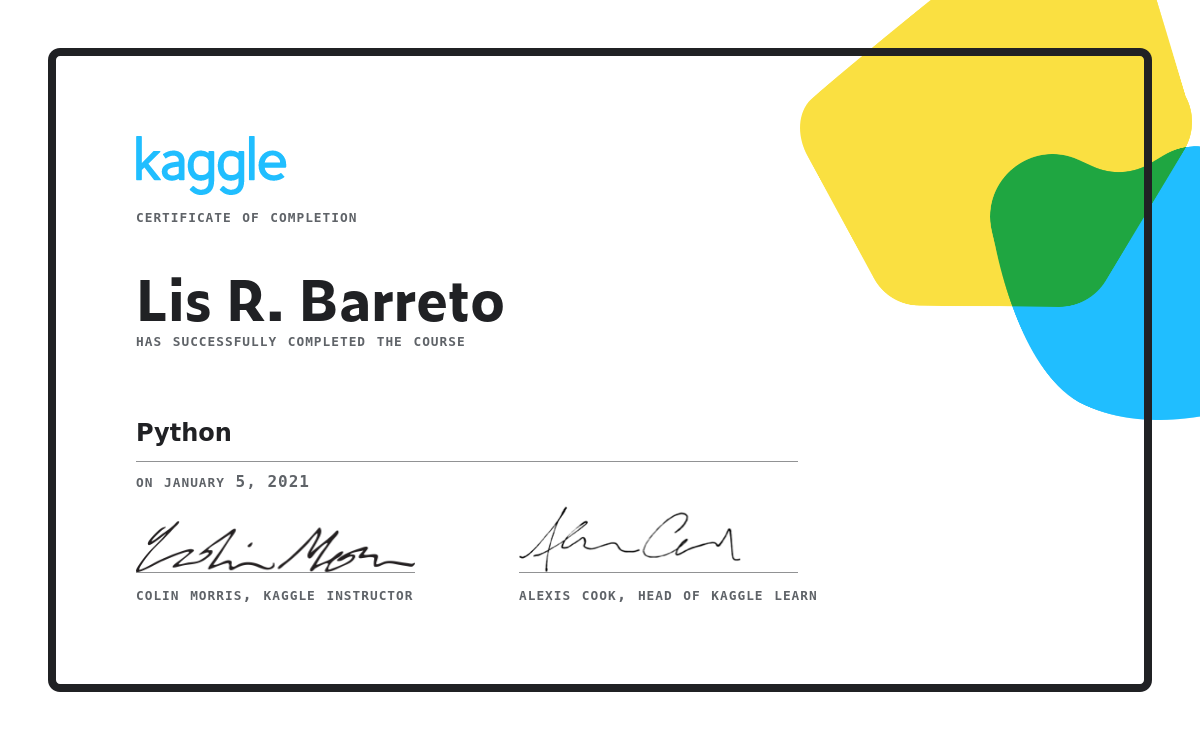 kaggle
CERTIFICATE OF COMPLETION
Lis R. Barreto
HAS SUCCESSFULLY COMPLETED THE COURSE
Python
ON JANUARY 5, 2021
COLIN MORRIS, KAGGLE INSTRUCTOR
ALEXIS COOK, HEAD OF KAGGLE LEARN